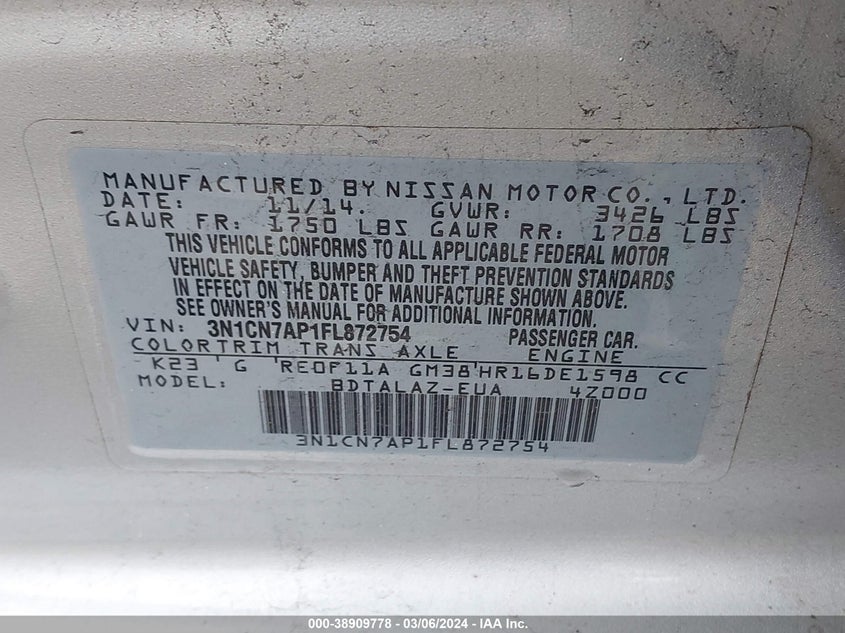 MANUFACTURED BY NISSAN MOTOR CO., LTD.
DATE: 11/14. GVWR: 3426 LBS
GAWR FR: 1750 LBS GAWR RR: 1708 LBS
THIS VEHICLE CONFORMS TO ALL APPLICABLE FEDERAL MOTOR
VEHICLE SAFETY, BUMPER AND THEFT PREVENTION STANDARDS
IN EFFECT ON THE DATE OF MANUFACTURE SHOWN ABOVE.
SEE OWNER'S MANUAL FOR ADDITIONAL INFORMATION.
VIN: 3N1CN7AP1FL872754 PASSENGER CAR.
COLOR TRIM TRANS AXLE ENGINE
K23 ' G 'RE0F11A GM38'HR16DE1598 CC
MODEL: BDTALAZ-EUA 4Z000
3N1CN7AP1FL872754
000-38909778 - 03/06/2024 - IAA Inc.